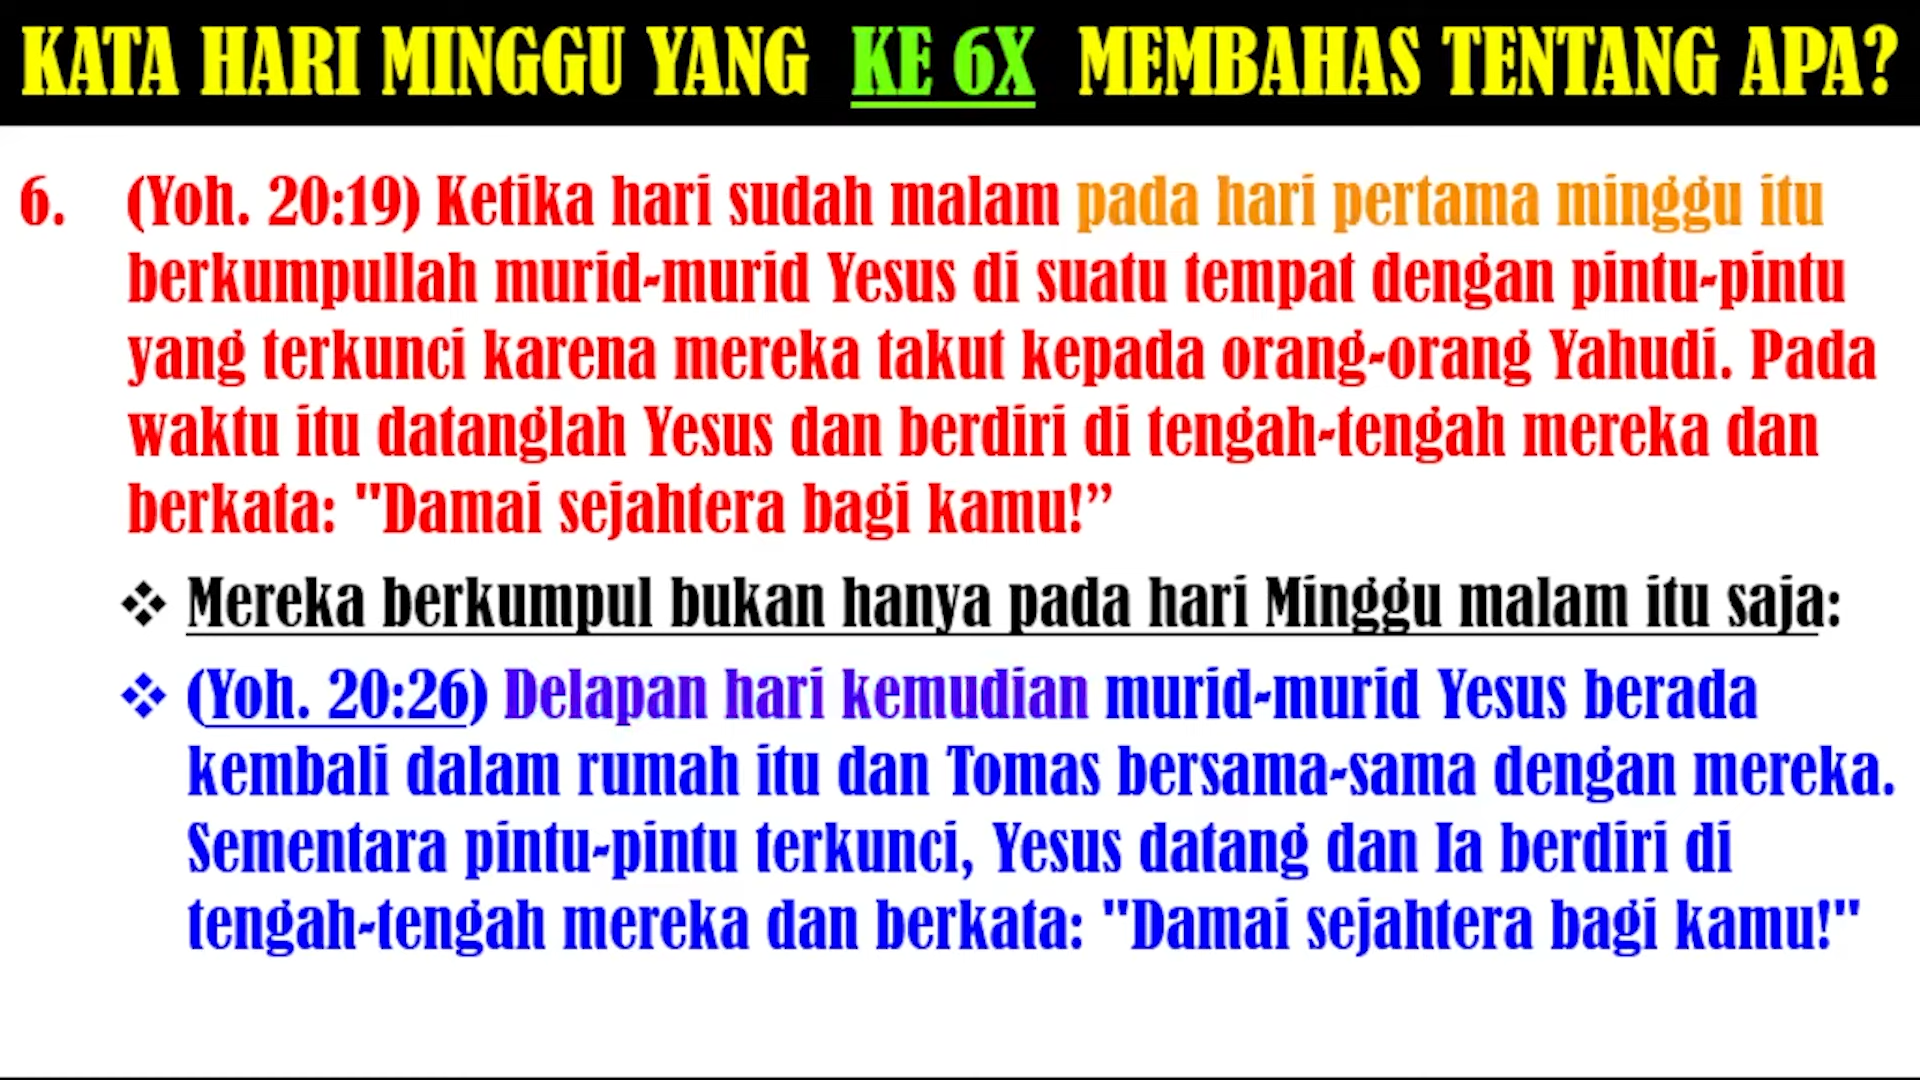 KATA HARI MINGGU YANG KE 6X MEMBAHAS TENTANG APA?
6. (Yoh. 20:19) Ketika hari sudah malam pada hari pertama minggu itu
berkumpullah murid-murid Yesus di suatu tempat dengan pintu-pintu
yang terkunci karena mereka takut kepada orang-orang Yahudi. Pada
waktu itu datanglah Yesus dan berdiri di tengah-tengah mereka dan
berkata: "Damai sejahtera bagi kamu!”
❖ Mereka berkumpul bukan hanya pada hari Minggu malam itu saja:
❖ (Yoh. 20:26) Delapan hari kemudian murid-murid Yesus berada
kembali dalam rumah itu dan Tomas bersama-sama dengan mereka.
Sementara pintu-pintu terkunci, Yesus datang dan Ia berdiri di
tengah-tengah mereka dan berkata: "Damai sejahtera bagi kamu!"